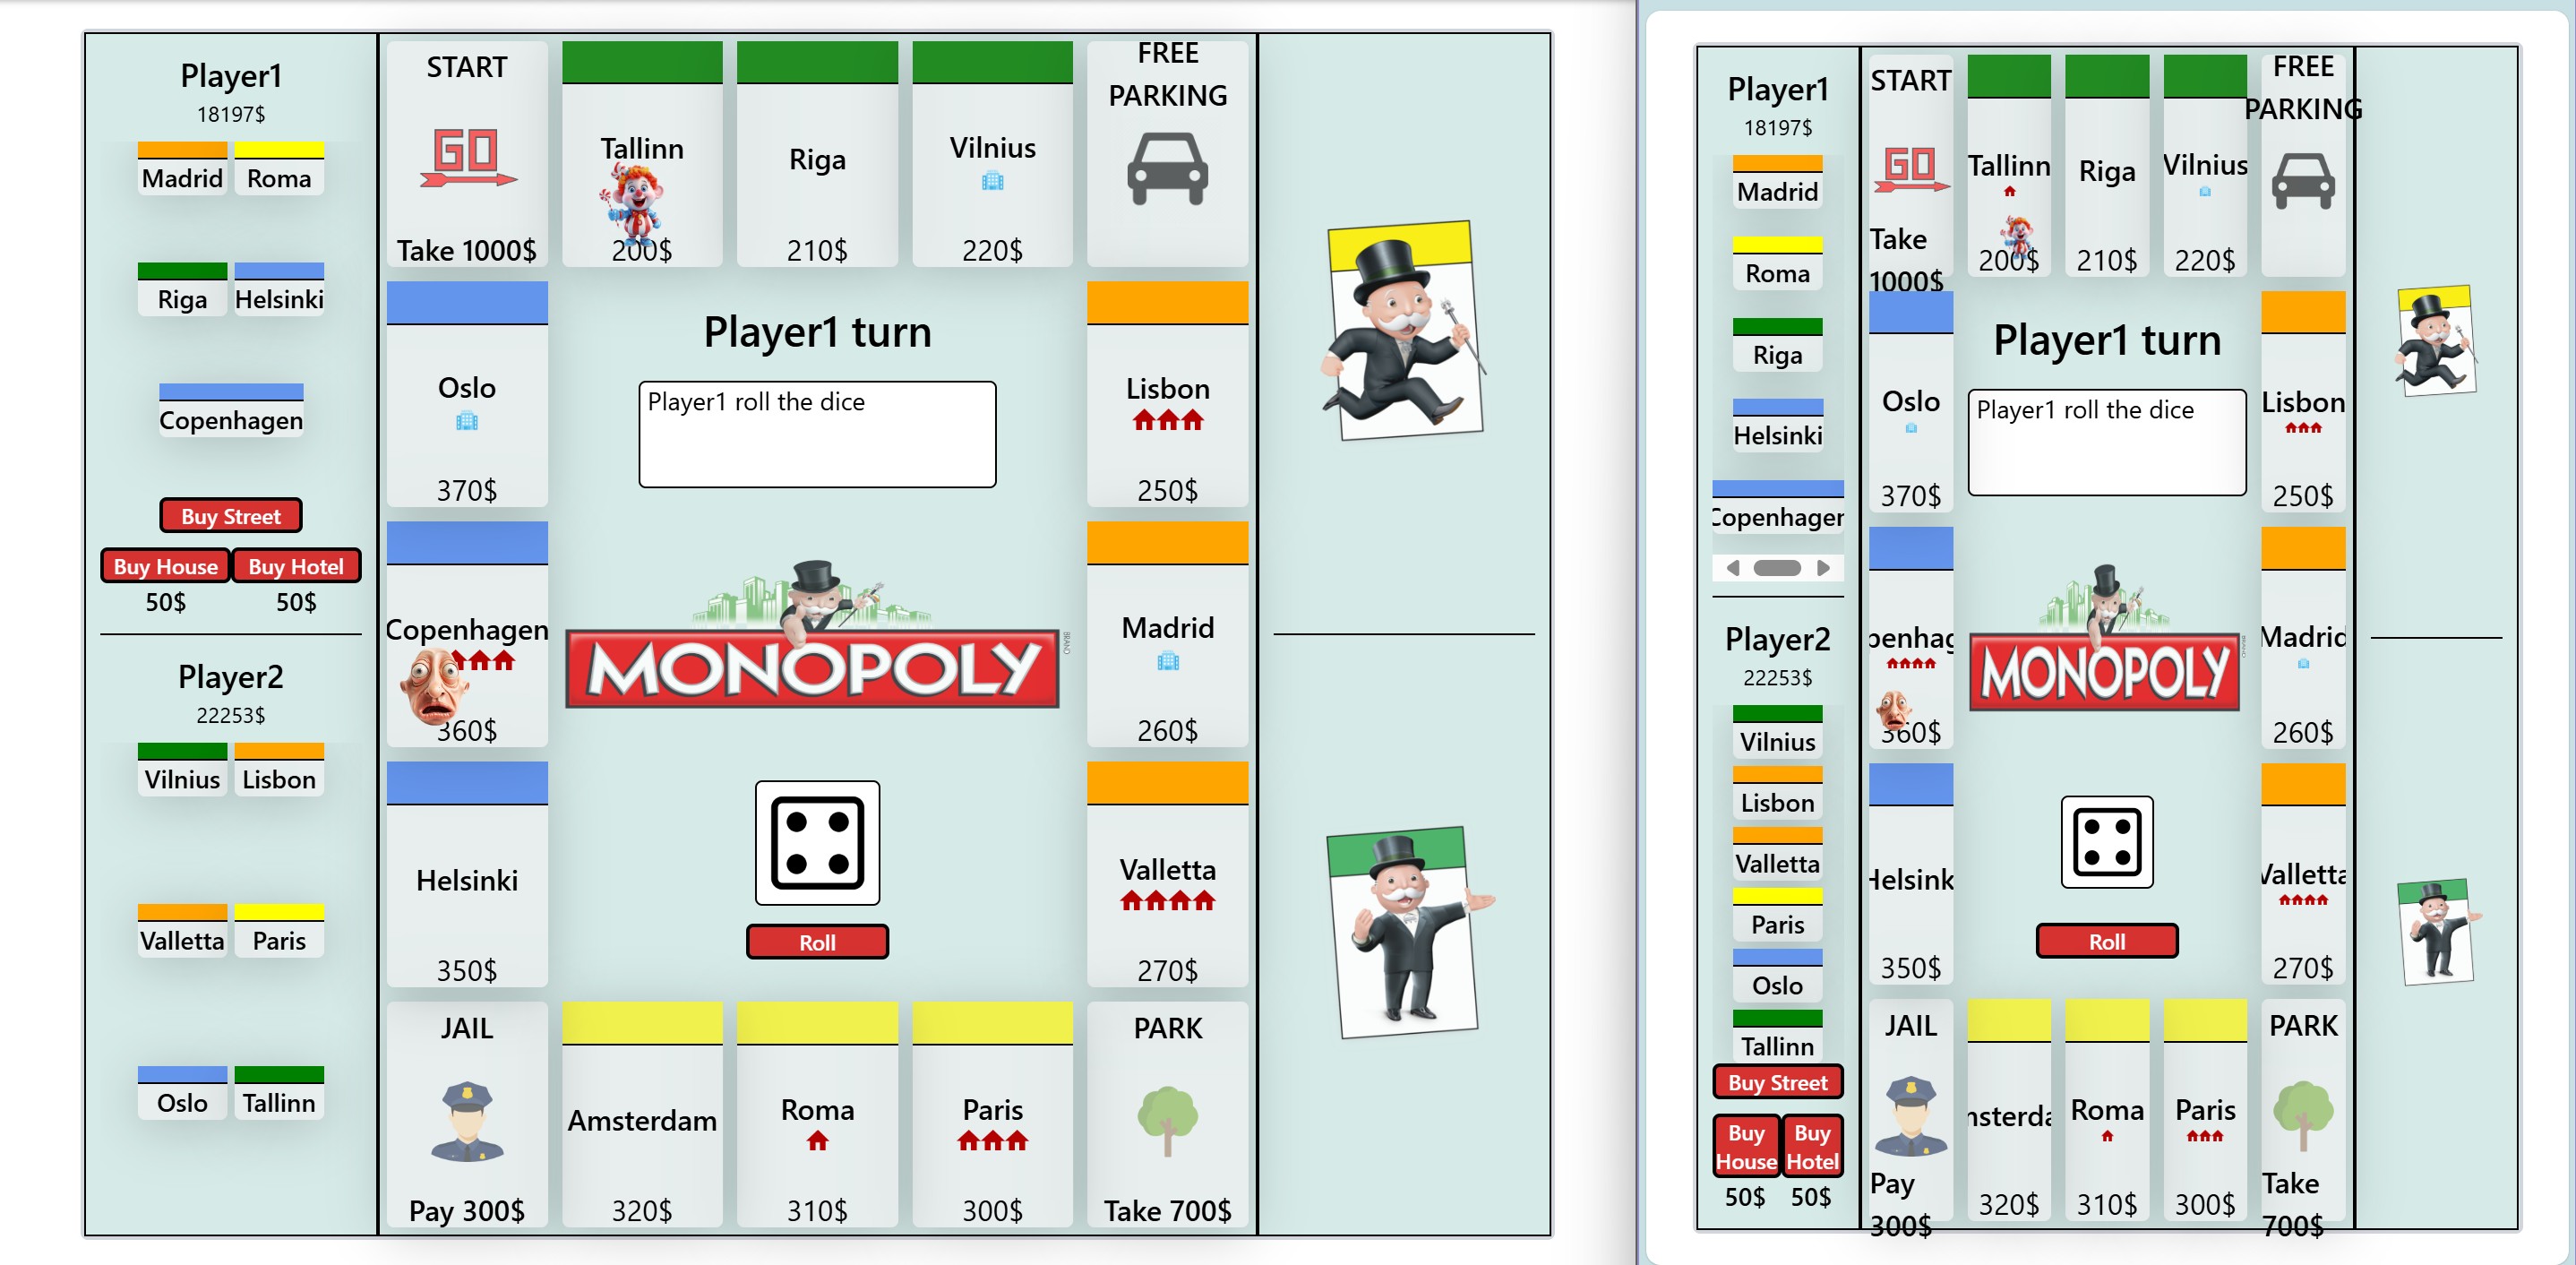 Player1
18197$
Madrid
Roma
Riga
Helsinki
Copenhagen
Buy Street
Buy House
Buy Hotel
50$
50$
Player2
22253$
Vilnius
Lisbon
Valletta
Paris
Oslo
Tallinn
START
GO
Take 1000$
Tallinn
200$
Riga
210$
Vilnius
220$
FREE
PARKING
Oslo
370$
Player1 turn
Player1 roll the dice
Lisbon
250$
Copenhagen
360$
MONOPOLY
BRAND
Madrid
260$
Helsinki
350$
Roll
Valletta
270$
JAIL
Pay 300$
Amsterdam
320$
Roma
310$
Paris
300$
PARK
Take 700$
Player1
18197$
Madrid
Roma
Riga
Helsinki
Copenhagen
Player2
22253$
Vilnius
Lisbon
Valletta
Paris
Oslo
Tallinn
Buy Street
Buy
House
Buy
Hotel
50$
50$
START
GO
Take
1000$
Tallinn
200$
Riga
210$
Vilnius
220$
FREE
PARKING
Oslo
370$
Player1 turn
Player1 roll the dice
Lisbon
250$
penhag
360$
MONOPOLY
Madrid
260$
Helsink
350$
Roll
Valletta
270$
JAIL
Pay
300$
nsterda
320$
Roma
310$
Paris
300$
PARK
Take
700$